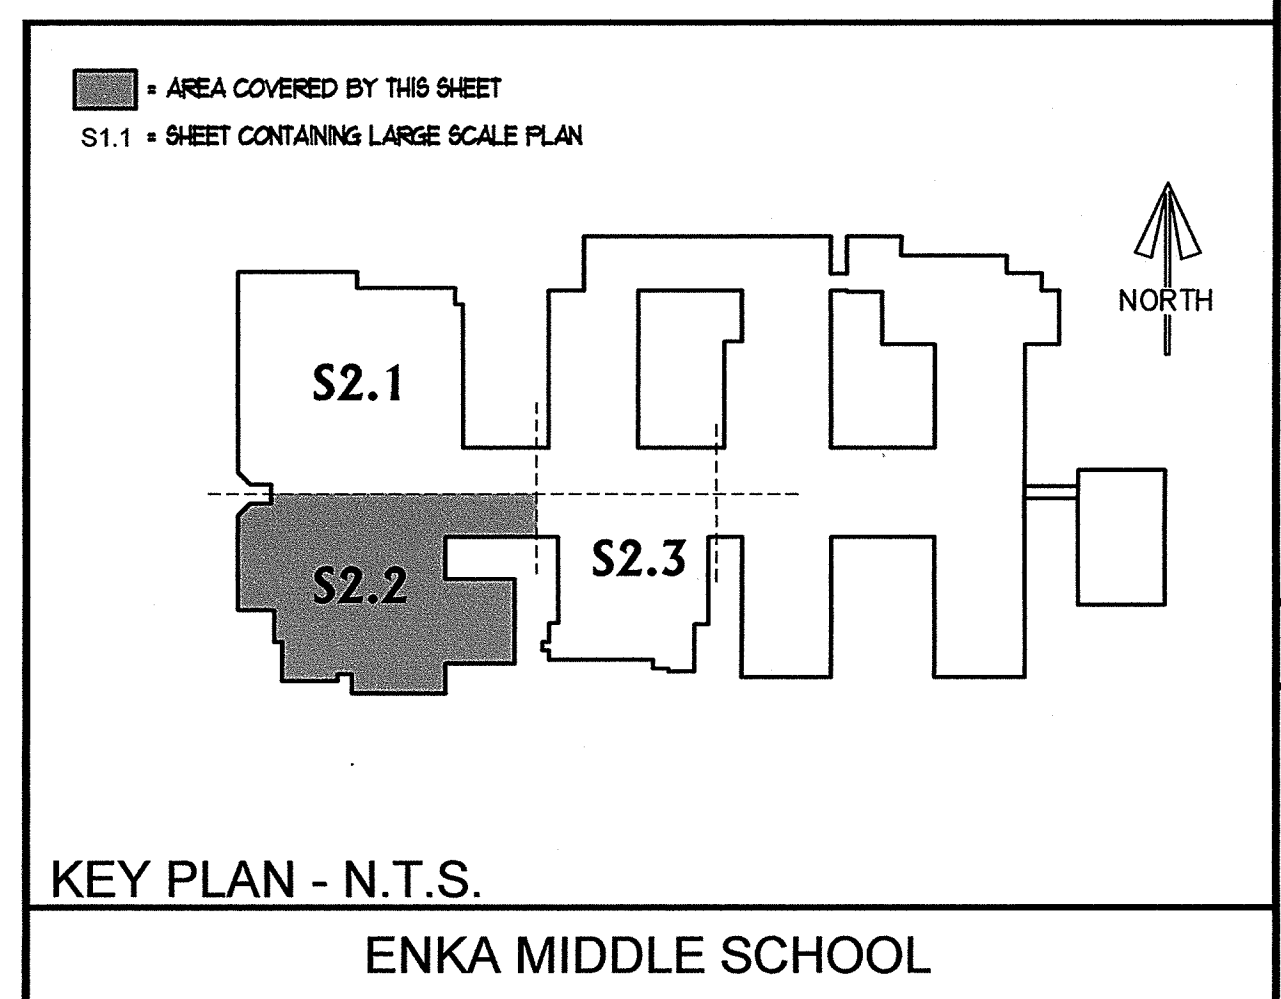 = AREA COVERED BY THIS SHEET
S1.1 = SHEET CONTAINING LARGE SCALE PLAN
NORTH
S2.1
S2.3
S2.2
KEY PLAN - N.T.S.
ENKA MIDDLE SCHOOL